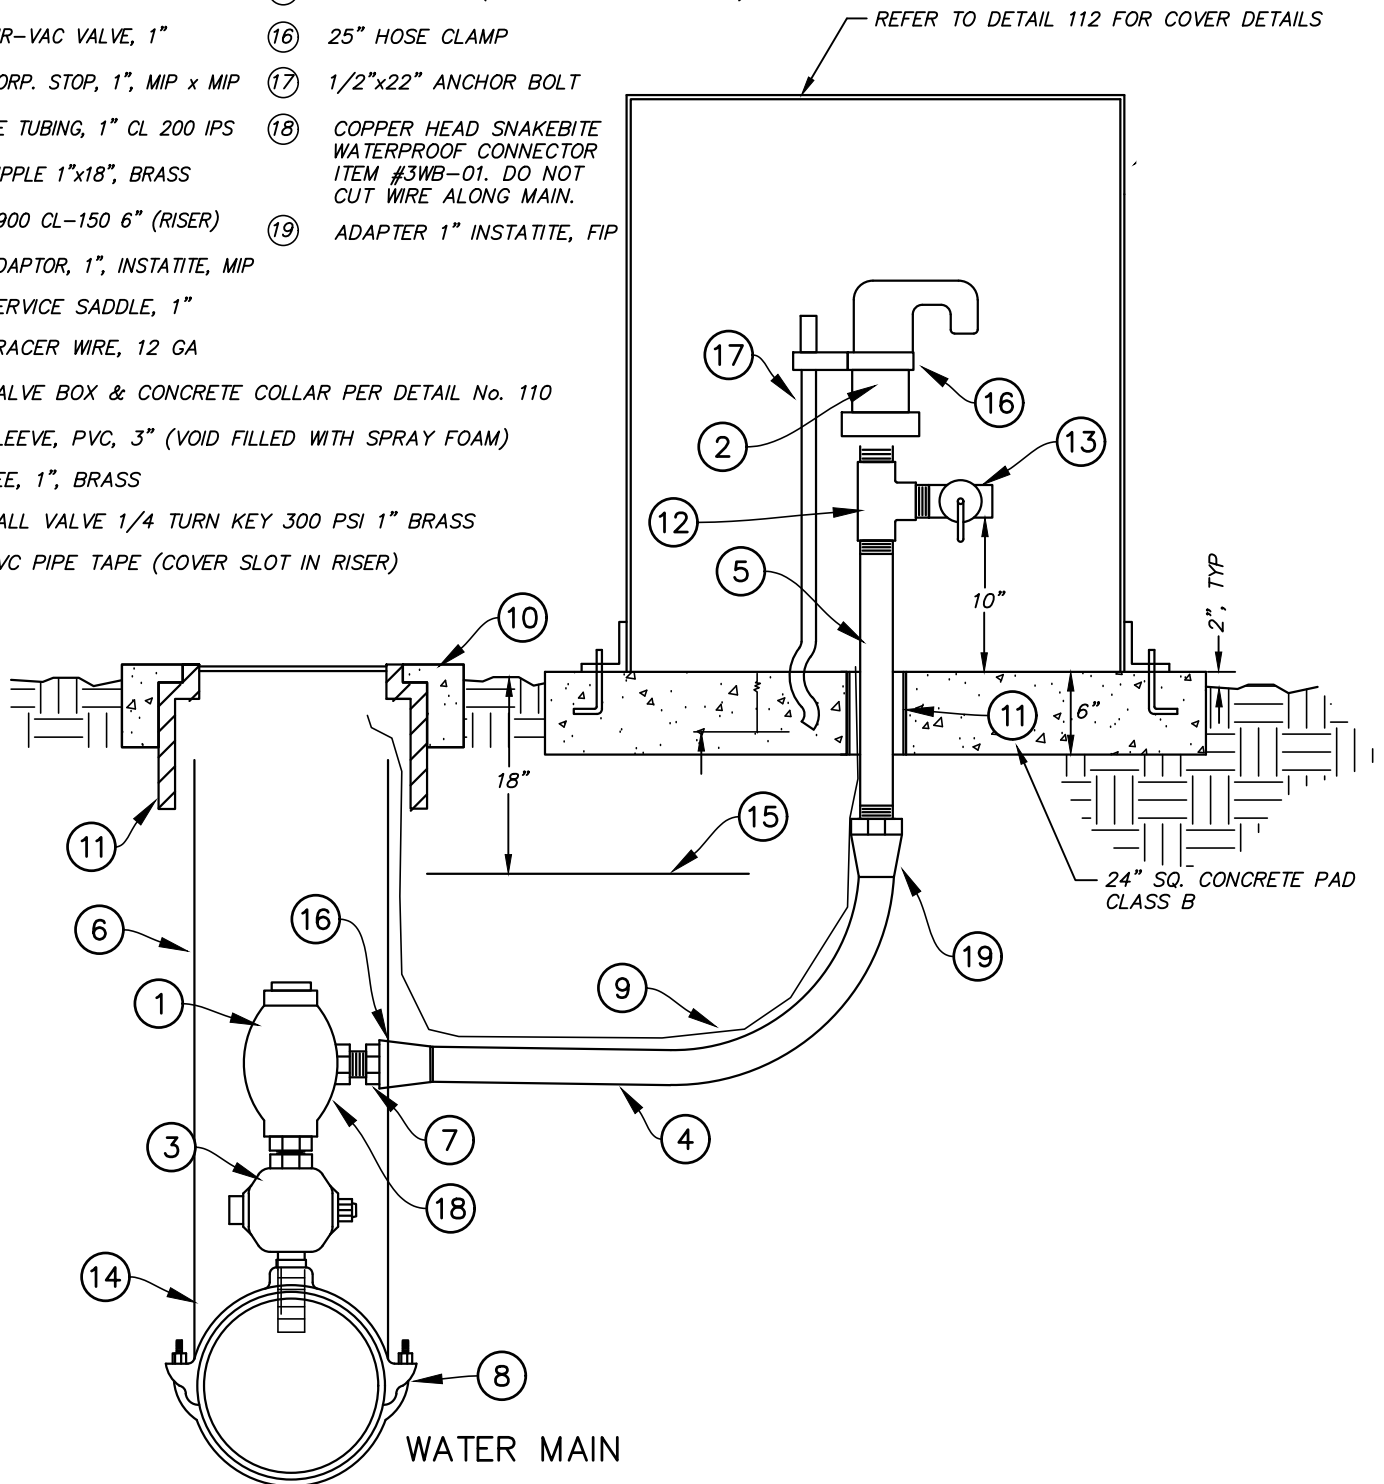 R-VAC VALVE, 1"
ORP. STOP, 1", MIP x MIP
E TUBING, 1" CL 200 IPS
IPPLE 1"x18", BRASS
900 CL-150 6" (RISER)
DAPTOR, 1", INSTATITE, MIP
ERVICE SADDLE, 1"
RACER WIRE, 12 GA
ALVE BOX & CONCRETE COLLAR PER DETAIL No. 110
LEEVE, PVC, 3" (VOID FILLED WITH SPRAY FOAM)
EE, 1", BRASS
ALL VALVE 1/4 TURN KEY 300 PSI 1" BRASS
VC PIPE TAPE (COVER SLOT IN RISER)
16 25" HOSE CLAMP
17 1/2"x22" ANCHOR BOLT
18 COPPER HEAD SNAKEBITE
WATERPROOF CONNECTOR
ITEM #3WB-01. DO NOT
CUT WIRE ALONG MAIN.
19 ADAPTER 1" INSTATITE, FIP
REFER TO DETAIL 112 FOR COVER DETAILS
17
16
2
13
12
5
10"
2", TYP
10
11
6"
18"
11
15
24" SQ. CONCRETE PAD
CLASS B
16
6
19
9
1
7
4
3
18
14
8
WATER MAIN